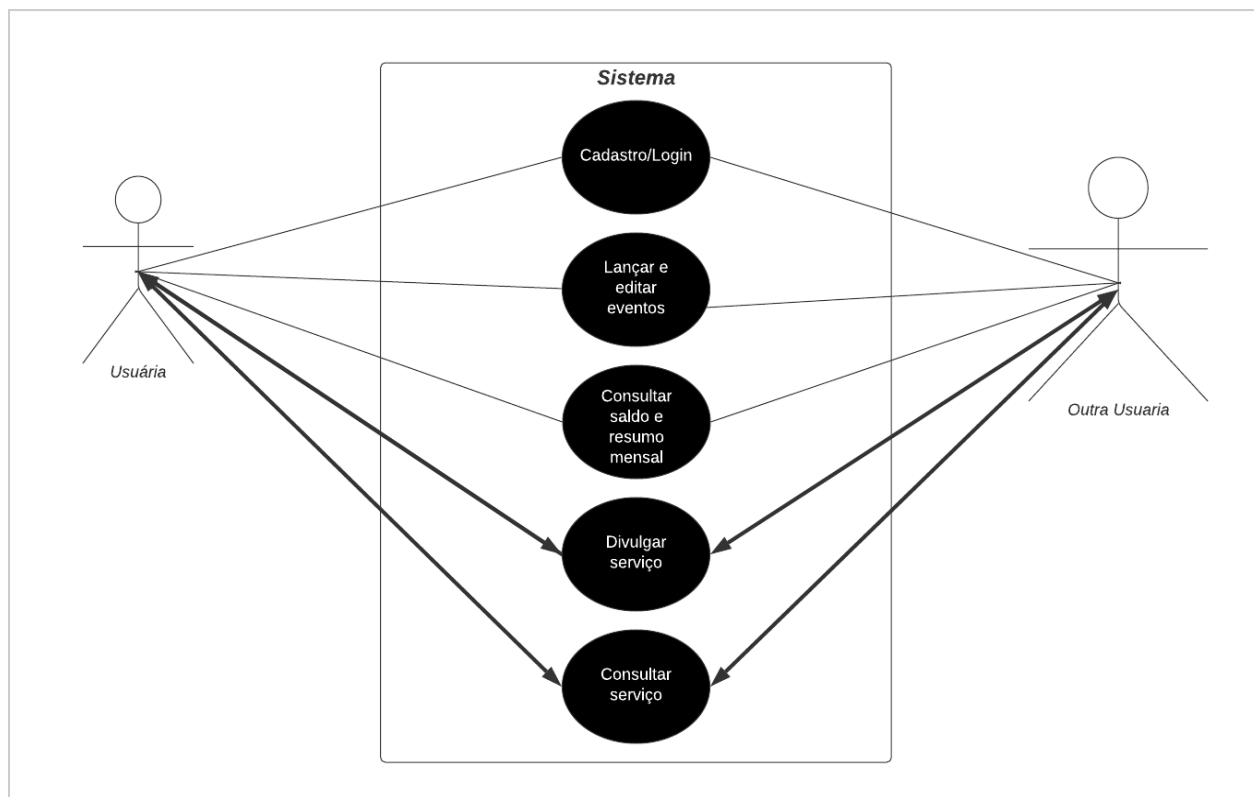 Sistema
Cadastro/Login
Lançar e
editar
eventos
Consultar
saldo e
resumo
mensal
Usuária
Outra Usuaria
Divulgar
serviço
Consultar
serviço